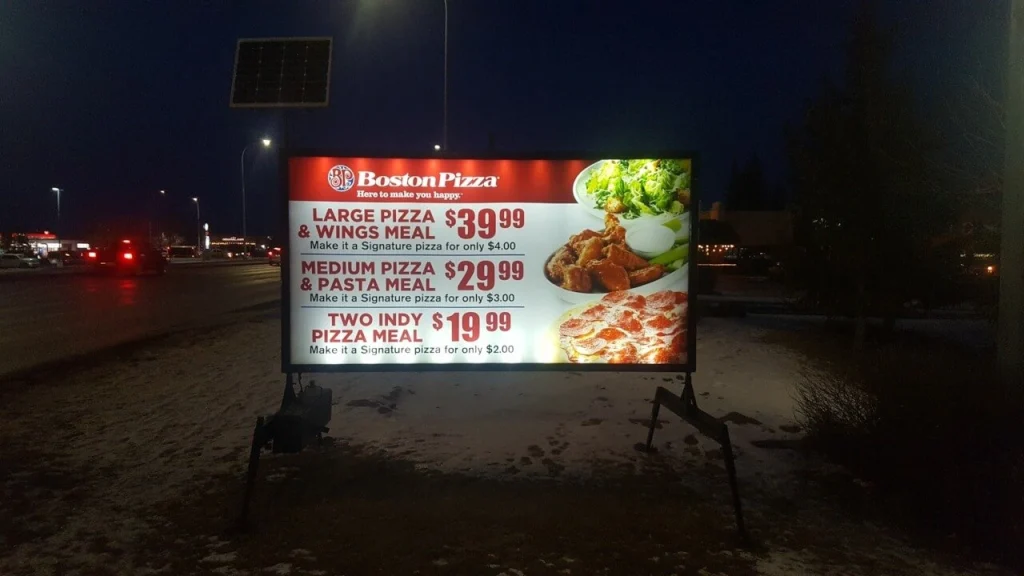 BP Boston Pizza
Here to make you happy.
LARGE PIZZA
& WINGS MEAL $39.99
Make it a Signature pizza for only $4.00
MEDIUM PIZZA
& PASTA MEAL $29.99
Make it a Signature pizza for only $3.00
TWO INDY
PIZZA MEAL $19.99
Make it a Signature pizza for only $2.00